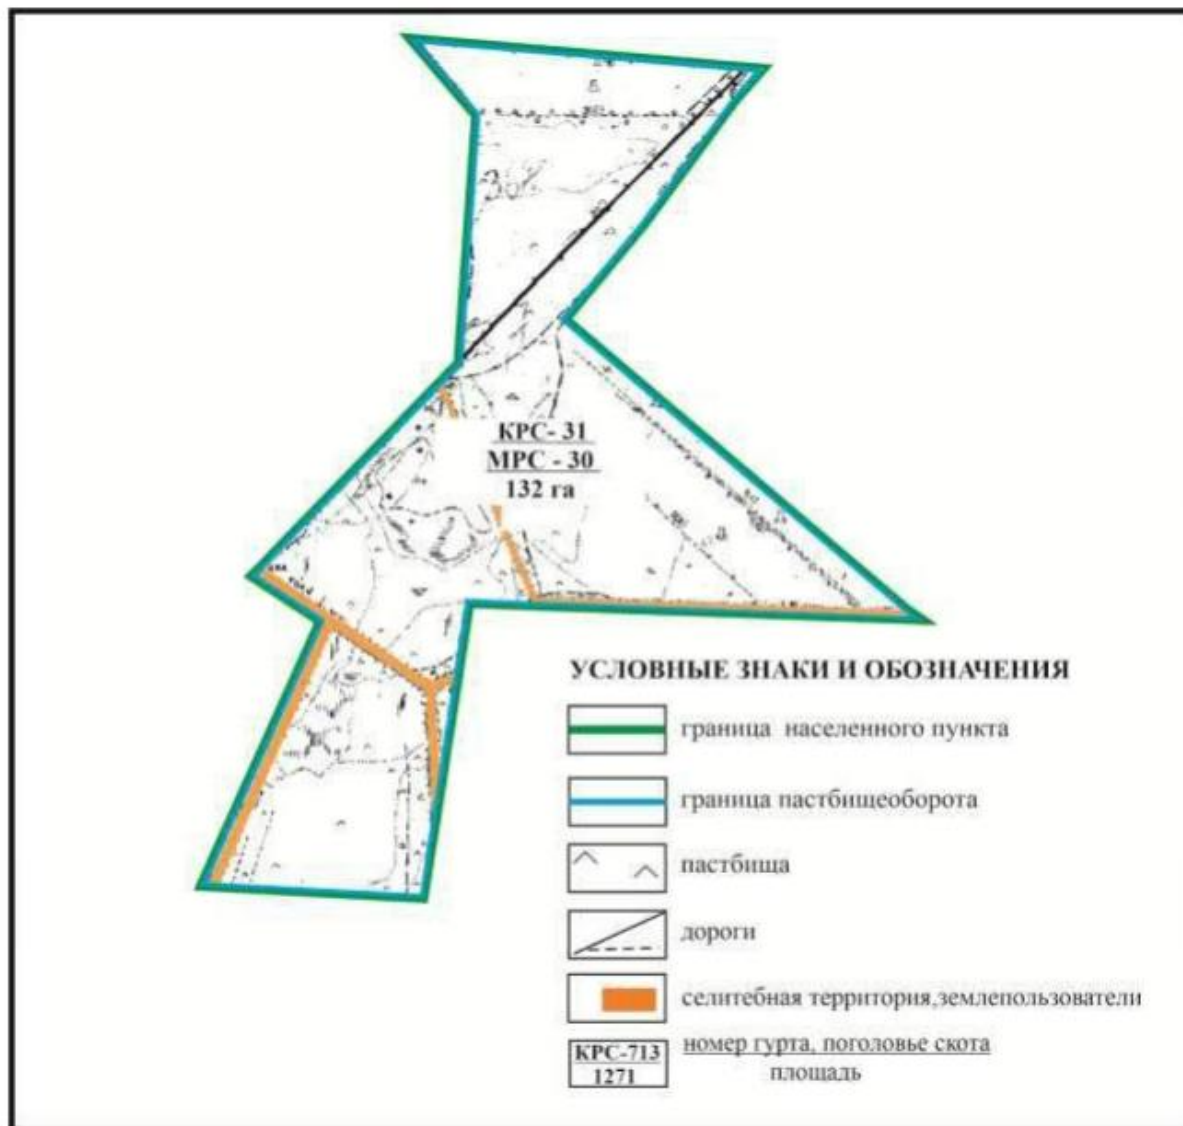 КРС- 31
МРС - 30
132 га
УСЛОВНЫЕ ЗНАКИ И ОБОЗНАЧЕНИЯ
граница населенного пункта
граница пастбищеоборота
пастбища
дороги
селитебная территория,землепользователи
КРС-713
1271
номер гурта, поголовье скота
площадь